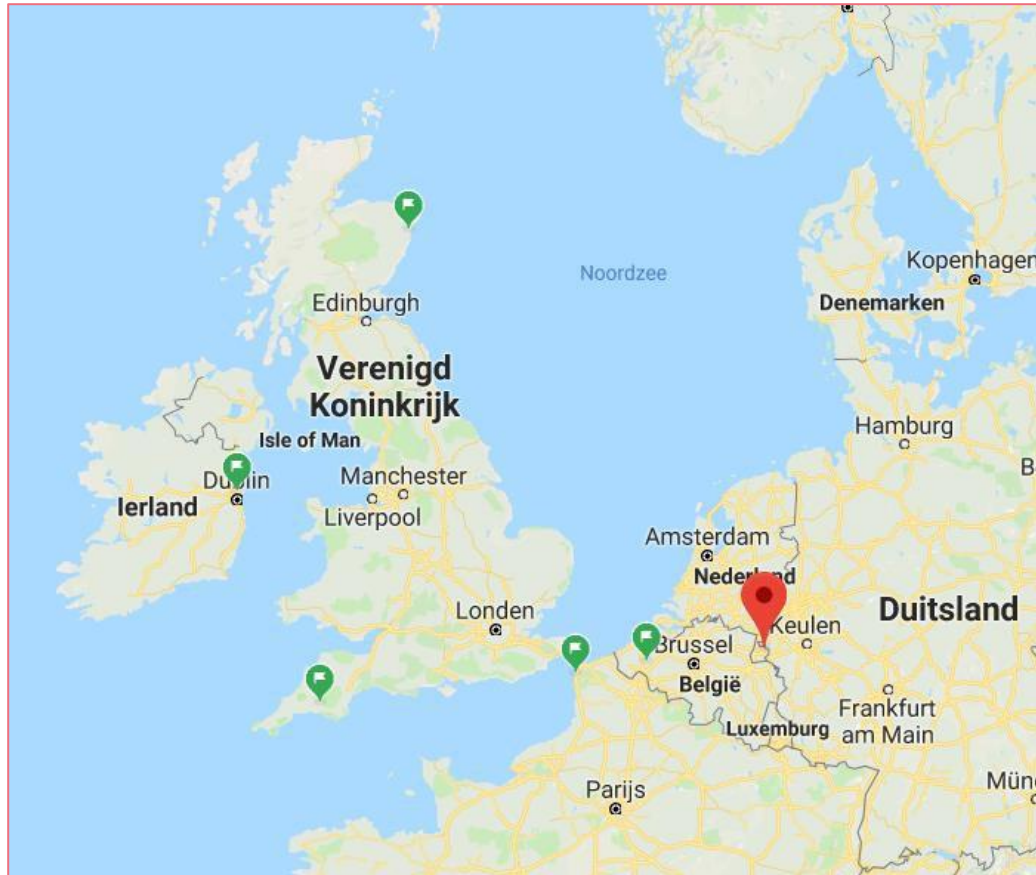 Kopenhagen
Noordzee
Edinburgh
Denemarken
Verenigd
Koninkrijk
Hamburg
Isle of Man
Dublin
Manchester
Ierland
Liverpool
Amsterdam
Nederland
Londen
Duitsland
Keulen
Brussel
België
Luxemburg
Frankfurt
am Main
Parijs
Mün
B